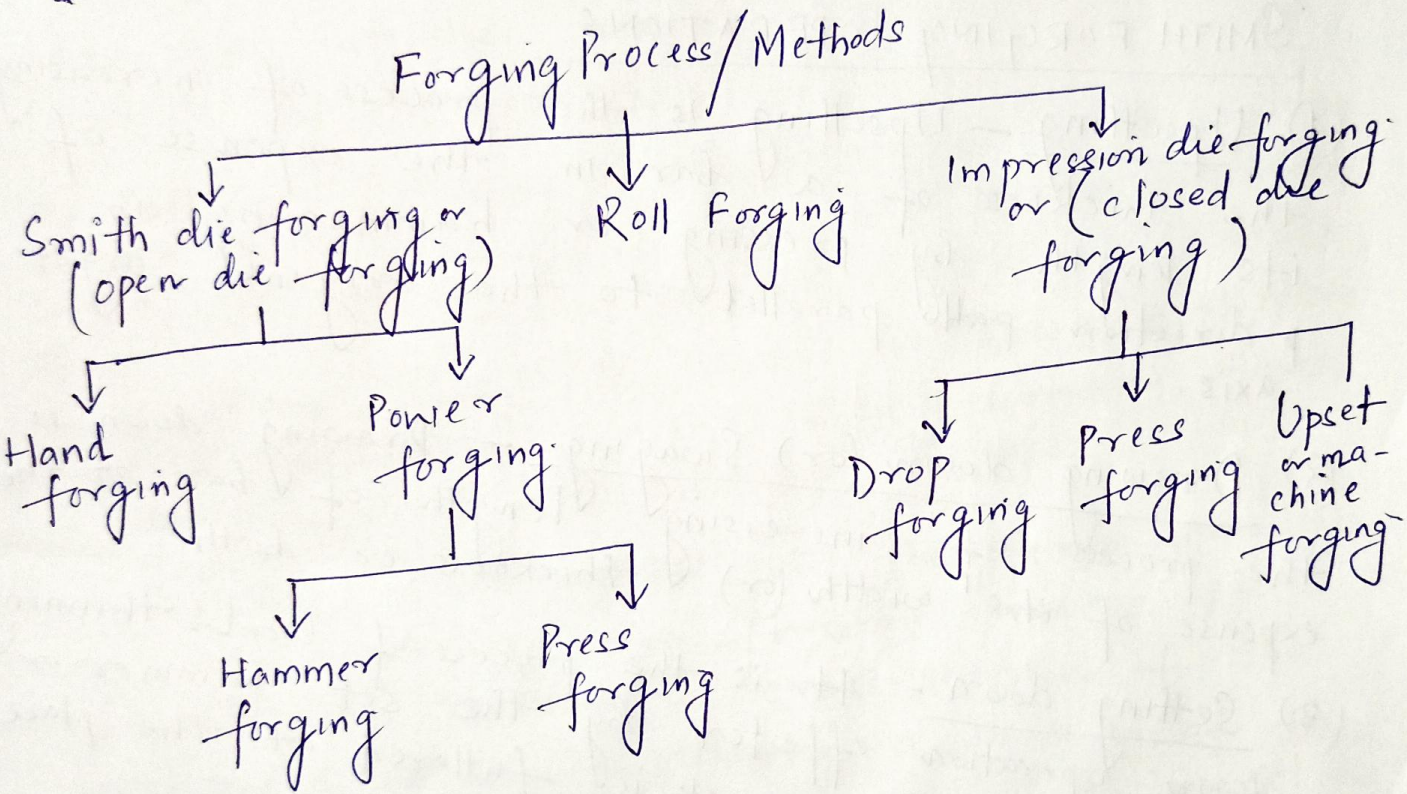 Forging Process/Methods
Smith die forging or
(open die forging)
Roll Forging
Impression die forging
or (closed die
forging)
Hand
forging
Power
forging
Drop
forging
Press
forging
Upset
or ma-
chine
forging
Hammer
forging
Press
forging